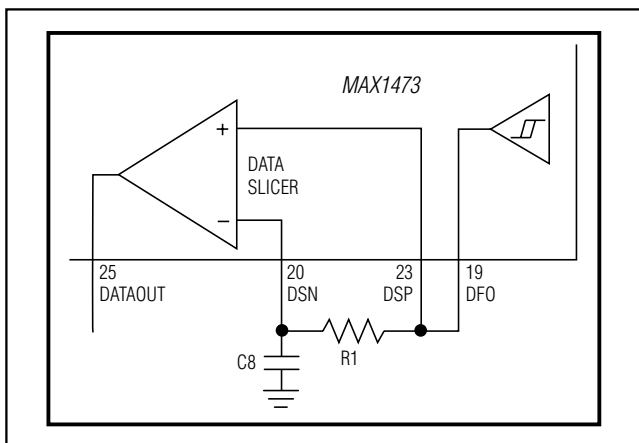 MAX1473
+
DATA
SLICER
−
25
DATAOUT
20
DSN
23
DSP
19
DFO
C8
R1